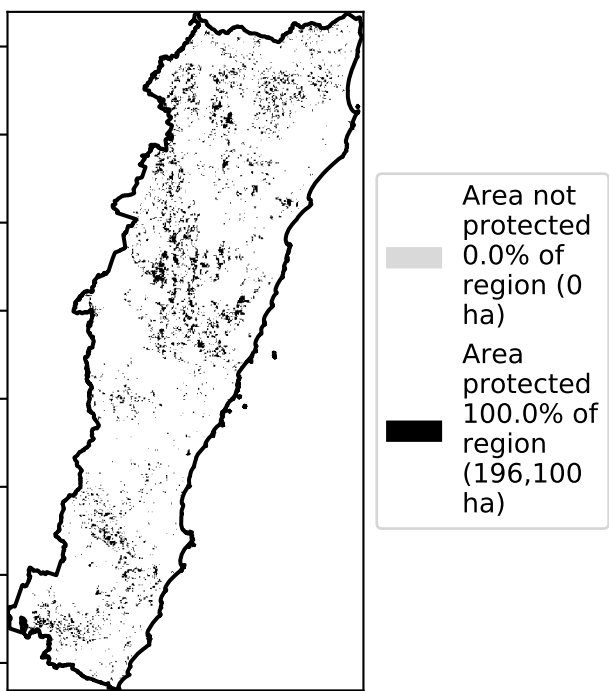 Area not
protected
0.0% of
region (0
ha)
Area
protected
100.0% of
region
(196,100
ha)